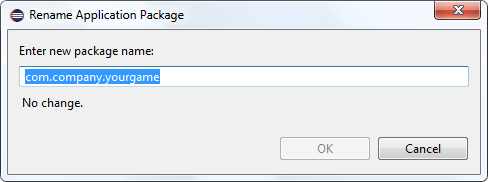 Rename Application Package
Enter new package name:
com.company.yourgame
No change.
OK
Cancel